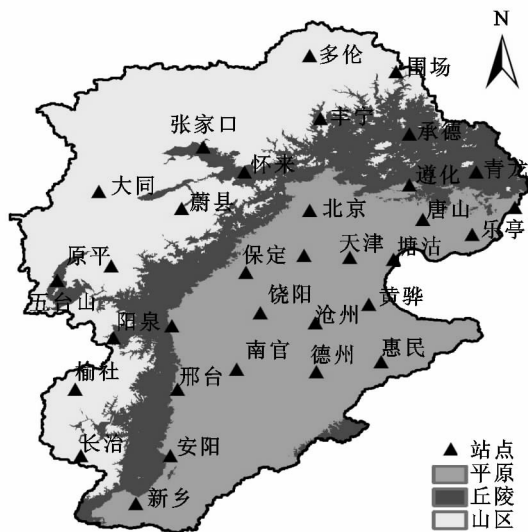 N
多伦
围场
丰宁
张家口
承德
怀来
遵化
青龙
大同
蔚县
北京
唐山
乐亭
原平
保定
天津
塘沽
五台山
饶阳
黄骅
阳泉
沧州
榆社
邢台
南官
德州
惠民
长治
安阳
新乡
站点
平原
丘陵
山区